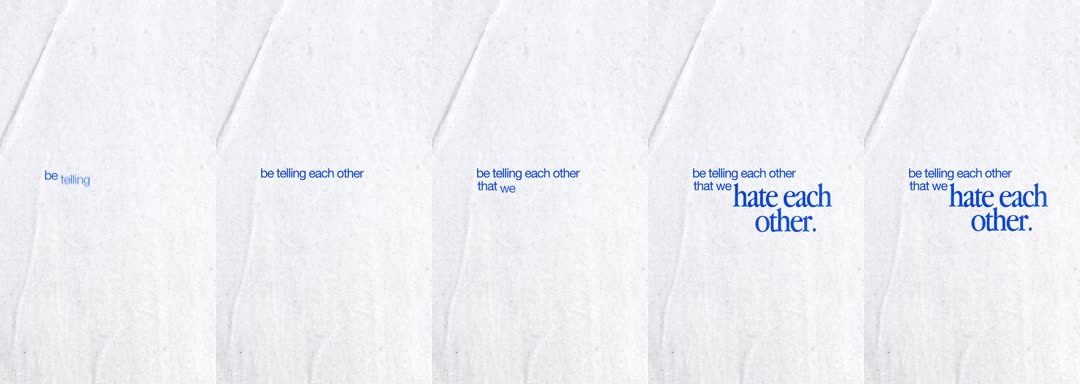 be telling
be telling each other
be telling each other
that we
be telling each other
that we hate each
other.
be telling each other
that we hate each
other.